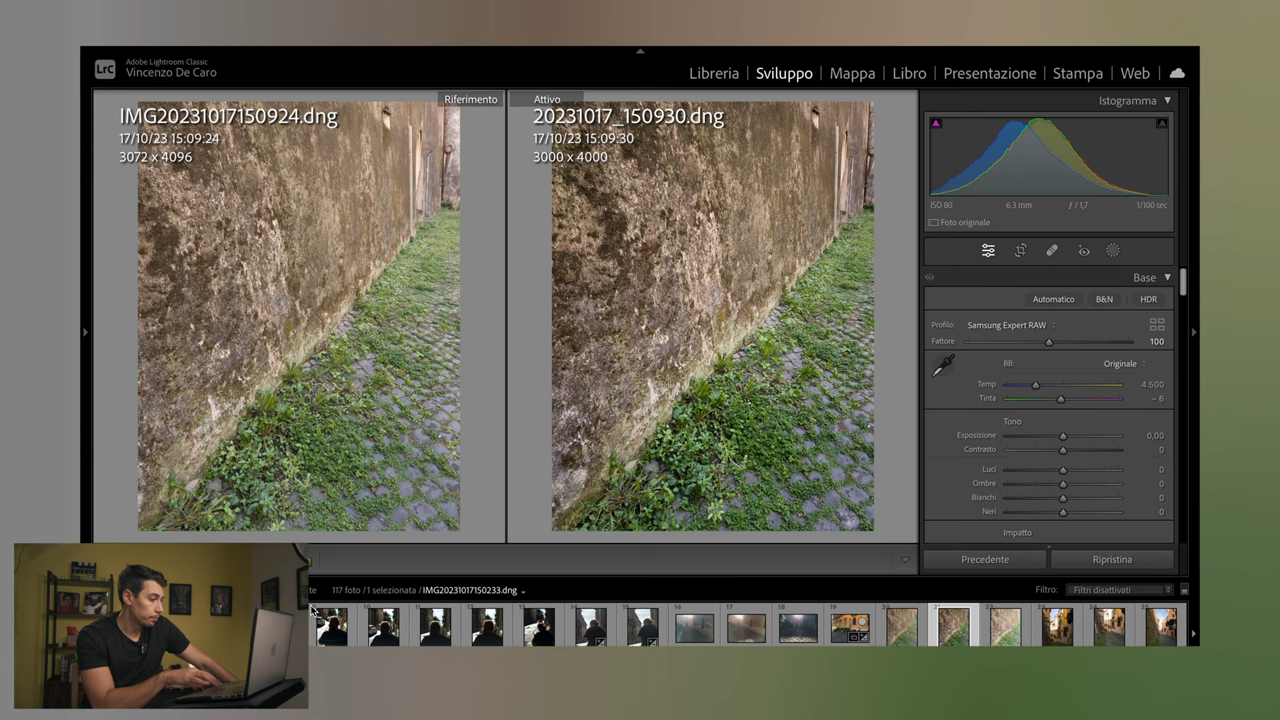 LrC
Adobe Lightroom Classic
Vincenzo De Caro
Libreria | Sviluppo | Mappa | Libro | Presentazione | Stampa | Web
Riferimento
IMG20231017150924.dng
17/10/23 15:09:24
3072 x 4096
Attivo
20231017_150930.dng
17/10/23 15:09:30
3000 x 4000
Istogramma
ISO 80 6.3 mm ƒ / 1,7 1/100 sec
Foto originale
Base
Automatico B&N HDR
Profilo: Samsung Expert RAW
Fattore 100
BB: Originale
Temp 4.500
Tinta – 6
Tono
Esposizione 0,00
Contrasto 0
Luci 0
Ombre 0
Bianchi 0
Neri 0
Impatto
Precedente Ripristina
117 foto / 1 selezionata / IMG20231017150233.dng
Filtro: Filtri disattivati